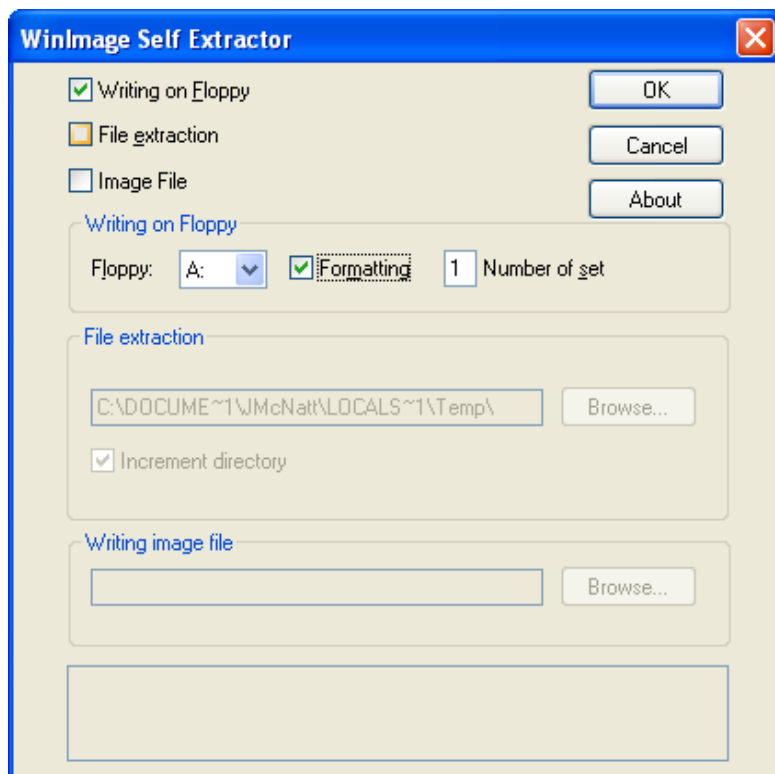 WinImage Self Extractor
Writing on Floppy
OK
File extraction
Cancel
Image File
About
Writing on Floppy
Floppy: A: Formatting 1 Number of set
File extraction
C:\DOCUME~1\JMcNatt\LOCALS~1\Temp\ Browse...
Increment directory
Writing image file
Browse...